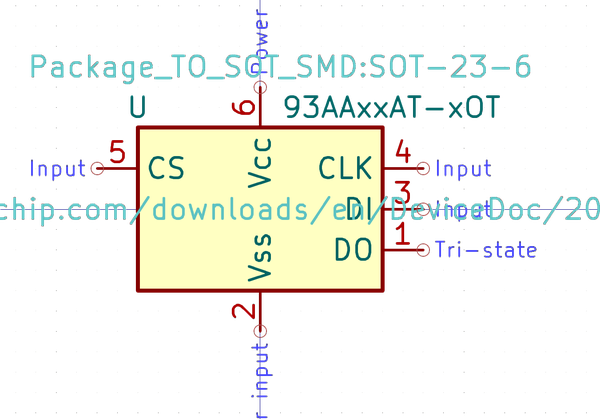 Power
Package_TO_SOT_SMD:SOT-23-6
U
6
93AAxxAT-xOT
Input
5
CS
Vcc
CLK
4
Input
chip.com/downloads/en/DeviceDoc/20
DI
3
Input
Vss
DO
1
Tri-state
2
input